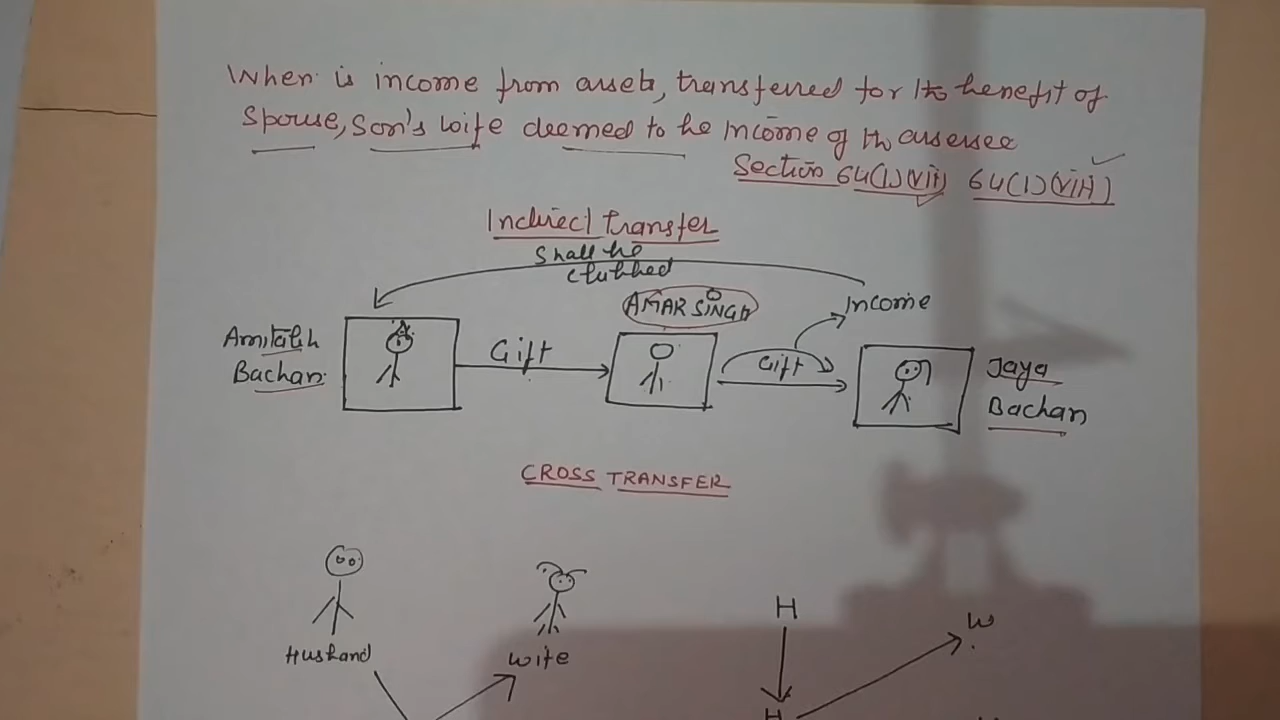 When is income from assets, transferred for the benefit of
Spouse, Son's wife deemed to be income of the assessee
Section 64(1)(vii) 64(1)(viii)
Indirect transfer
Shall be
clubbed
AMAR SINGH
Income
Amitabh
Bachan
Gift
Gift
Jaya
Bachan
CROSS TRANSFER
Husband
wife
H
W
H